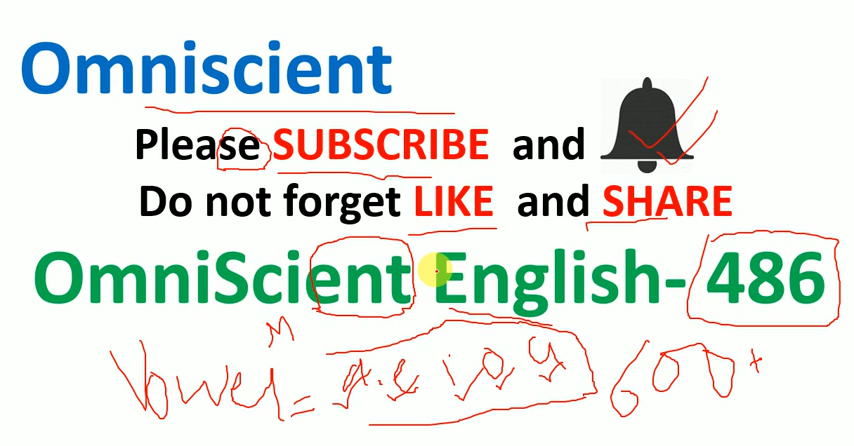 Omniscient
Please SUBSCRIBE and
Do not forget LIKE and SHARE
OmniScient English- 486
M
Vowel = a, e, i, o, u 600+